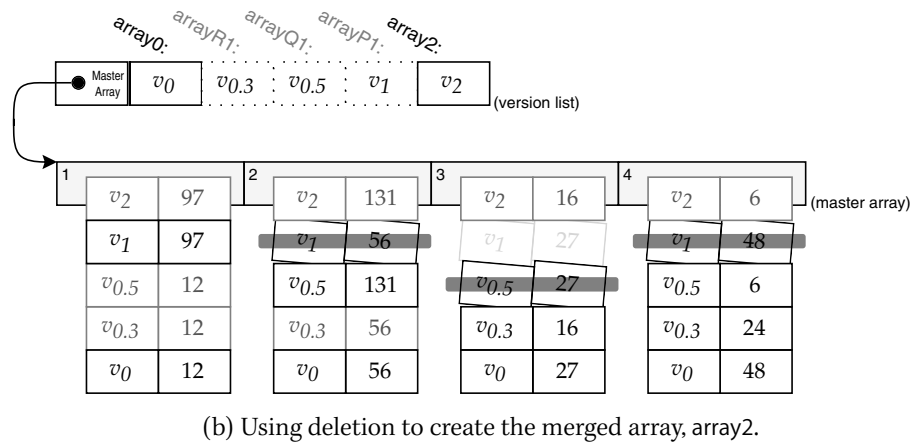 array0: arrayR1: arrayQ1: arrayP1: array2:
Master Array v0 v0.3 v0.5 v1 v2 (version list)
1 2 3 4 (master array)
v2 97 v2 131 v2 16 v2 6
v1 97 v1 56 v1 27 v1 48
v0.5 12 v0.5 131 v0.5 27 v0.5 6
v0.3 12 v0.3 56 v0.3 16 v0.3 24
v0 12 v0 56 v0 27 v0 48
(b) Using deletion to create the merged array, array2.